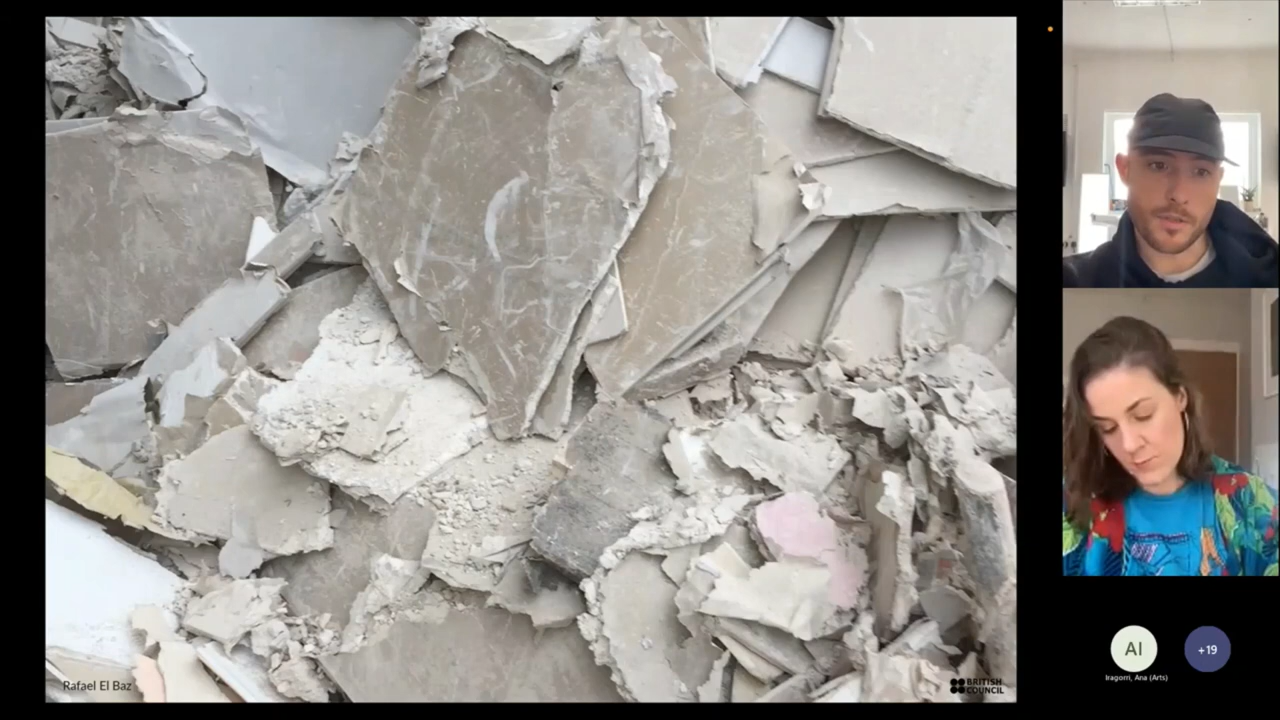 Rafael El Baz
BRITISH
COUNCIL
AI
+19
Iragorri, Ana (Arts)